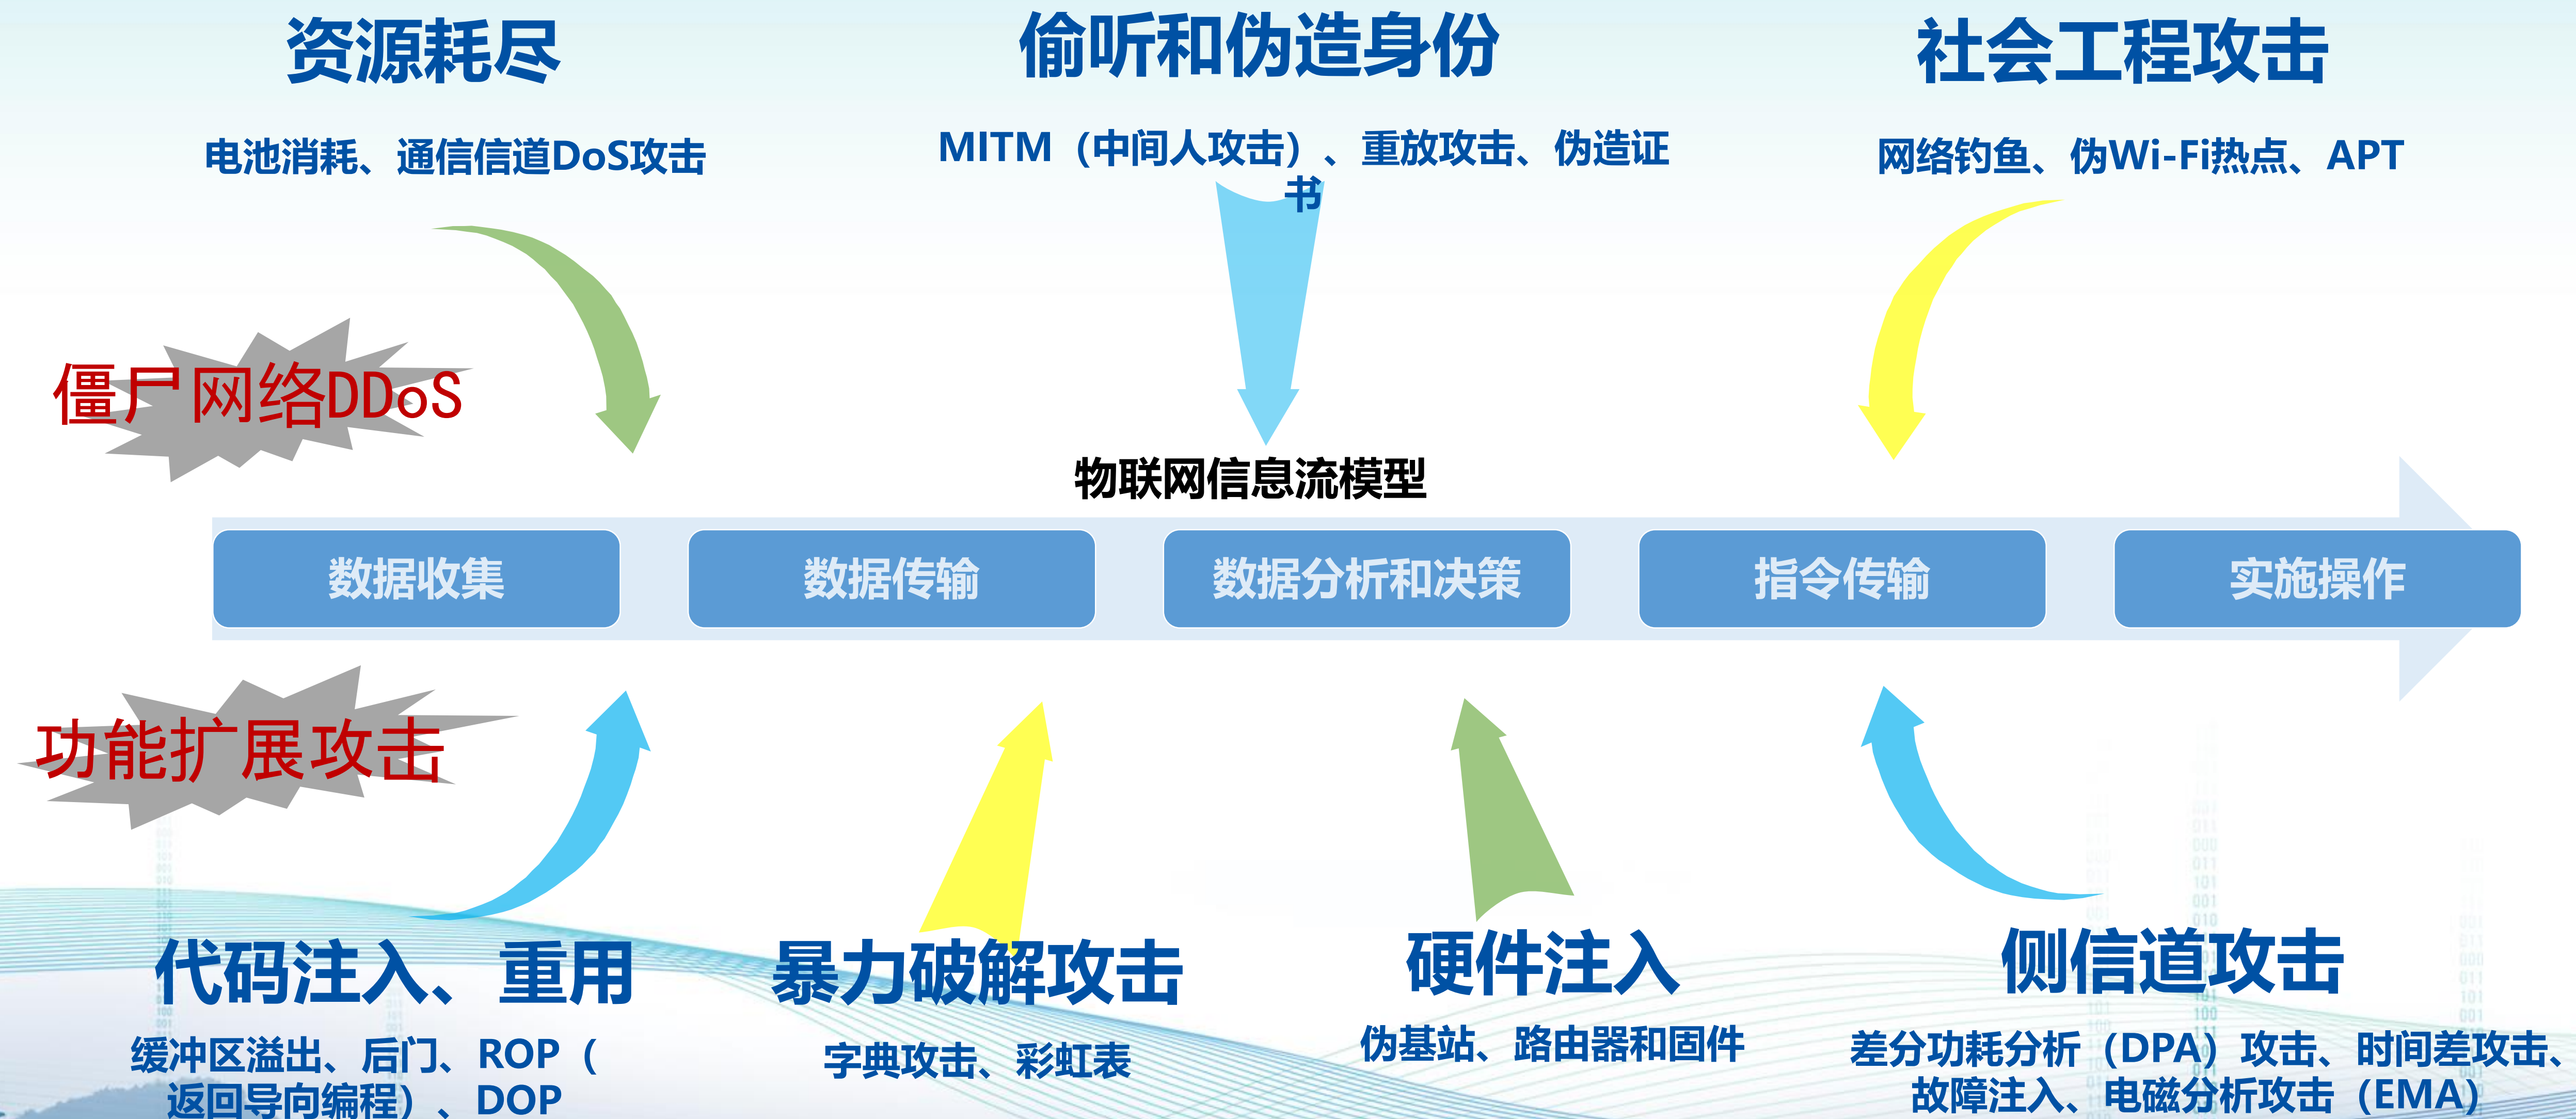 资源耗尽
偷听和伪造身份
社会工程攻击
电池消耗、通信信道DoS攻击
MITM（中间人攻击）、重放攻击、伪造证
书
网络钓鱼、伪Wi-Fi热点、APT
僵尸网络DDoS
物联网信息流模型
数据收集
数据传输
数据分析和决策
指令传输
实施操作
功能扩展攻击
代码注入、重用
缓冲区溢出、后门、ROP（
返回导向编程）、DOP
暴力破解攻击
字典攻击、彩虹表
硬件注入
伪基站、路由器和固件
侧信道攻击
差分功耗分析（DPA）攻击、时间差攻击、
故障注入、电磁分析攻击（EMA）